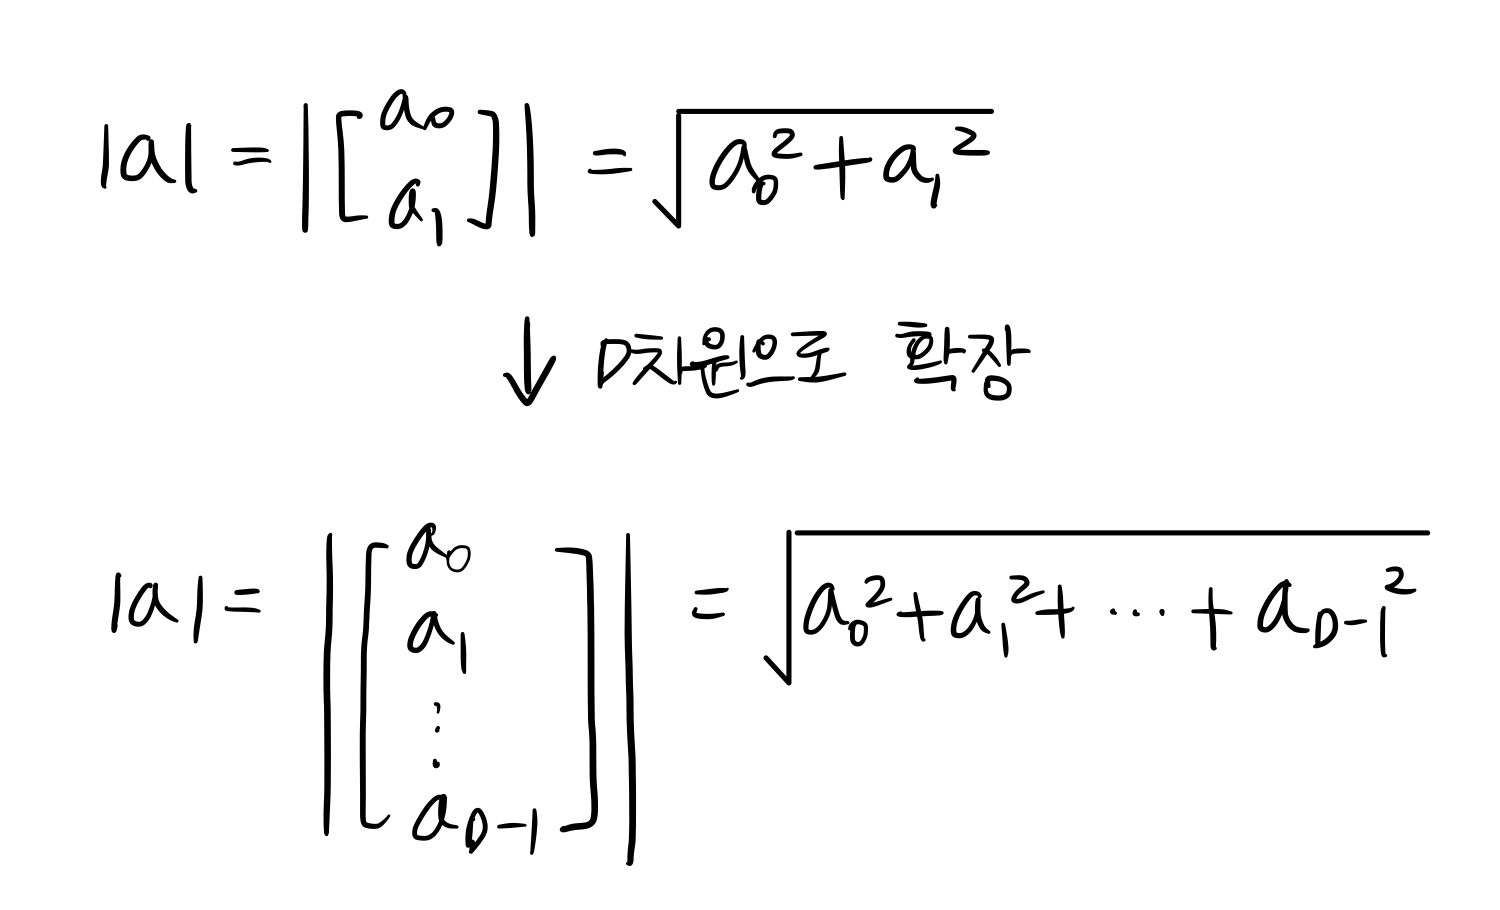 |a| = |[a₀ a₁]| = √(a₀² + a₁²)
↓ D차원으로 확장
|a| = |[a₀ a₁ ⋮ a_{D-1}]| = √(a₀² + a₁² + ⋯ + a_{D-1}²)